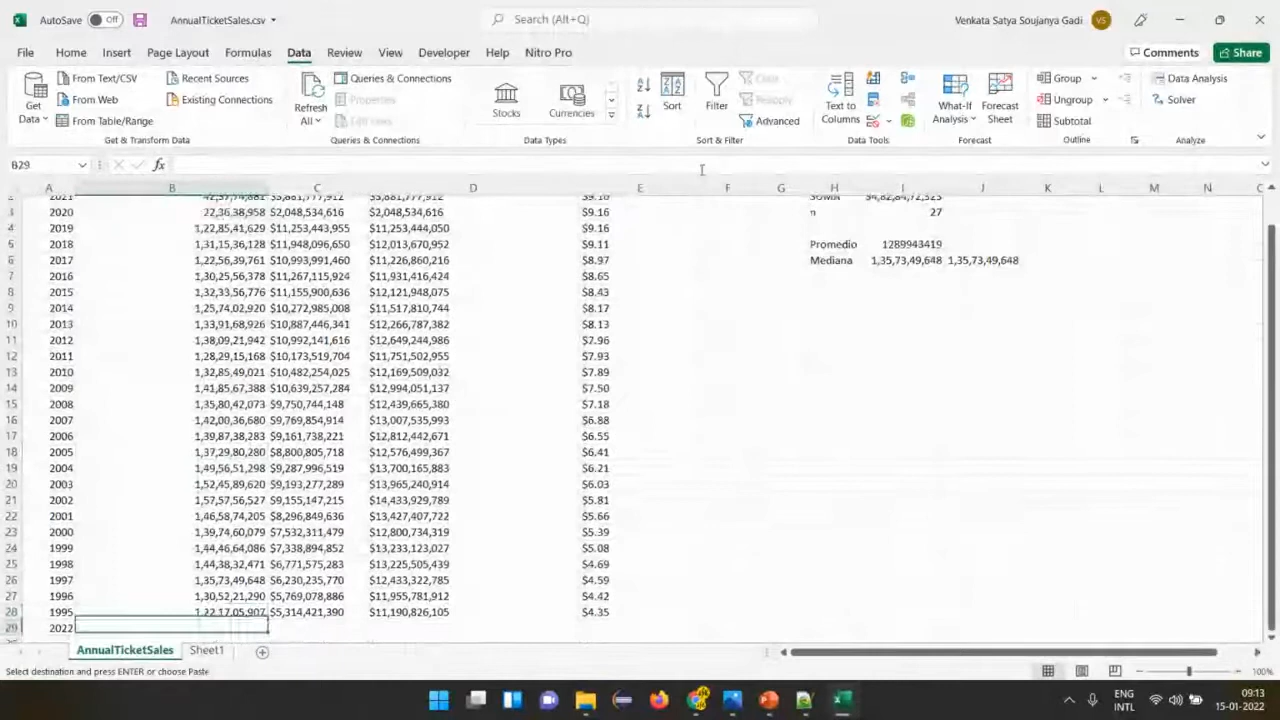 AutoSave Off AnnualTicketSales.csv Search (Alt+Q) Venkata Satya Soujanya Gadi VS
File Home Insert Page Layout Formulas Data Review View Developer Help Nitro Pro Comments Share
Get Data From Text/CSV From Web From Table/Range Recent Sources Existing Connections
Get & Transform Data
Refresh All Queries & Connections Properties Edit Links
Queries & Connections
Stocks Currencies
Data Types
Sort Filter Clear Reapply Advanced
Sort & Filter
Text to Columns
Data Tools
What-If Analysis Forecast Sheet
Forecast
Group Ungroup Subtotal
Outline
Data Analysis Solver
Analyze
B29 fx
A B C D E F G H I J K L M N
2021 42,37,74,881 $3,881,777,912 $3,881,777,912 $9.16 SUMA 34,82,84,72,323
4 2020 22,36,38,958 $2,048,534,616 $2,048,534,616 $9.16 n 27
4 2019 1,22,85,41,629 $11,253,443,955 $11,253,444,050 $9.16
5 2018 1,31,15,36,128 $11,948,096,650 $12,013,670,952 $9.11 Promedio 1289943419
6 2017 1,22,56,39,761 $10,993,991,460 $11,226,860,216 $8.97 Mediana 1,35,73,49,648 1,35,73,49,648
7 2016 1,30,25,56,378 $11,267,115,924 $11,931,416,424 $8.65
8 2015 1,32,33,56,776 $11,155,900,636 $12,121,948,075 $8.43
9 2014 1,25,74,02,920 $10,272,985,008 $11,517,810,744 $8.17
10 2013 1,33,91,68,926 $10,887,446,341 $12,266,787,382 $8.13
11 2012 1,38,09,21,942 $10,992,141,616 $12,649,244,986 $7.96
12 2011 1,28,29,15,168 $10,173,519,704 $11,751,502,955 $7.93
13 2010 1,32,85,49,021 $10,482,254,025 $12,169,509,032 $7.89
14 2009 1,41,85,67,388 $10,639,257,284 $12,994,051,137 $7.50
15 2008 1,35,80,42,073 $9,750,744,148 $12,439,665,380 $7.18
16 2007 1,42,00,36,680 $9,769,854,914 $13,007,535,993 $6.88
17 2006 1,39,87,38,283 $9,161,738,221 $12,812,442,671 $6.55
18 2005 1,37,29,80,280 $8,800,805,718 $12,576,499,367 $6.41
19 2004 1,49,56,51,298 $9,287,996,519 $13,700,165,883 $6.21
20 2003 1,52,45,89,620 $9,193,277,289 $13,965,240,914 $6.03
21 2002 1,57,57,56,527 $9,155,147,215 $14,433,929,789 $5.81
22 2001 1,46,58,74,205 $8,296,849,636 $13,427,407,722 $5.66
23 2000 1,39,74,60,079 $7,532,311,479 $12,800,734,319 $5.39
24 1999 1,44,46,64,086 $7,338,894,852 $13,233,123,027 $5.08
25 1998 1,44,38,32,471 $6,771,575,283 $13,225,505,439 $4.69
26 1997 1,35,73,49,648 $6,230,235,770 $12,433,322,785 $4.59
27 1996 1,30,52,21,290 $5,769,078,886 $11,955,781,912 $4.42
28 1995 1,22,17,05,907 $5,314,421,390 $11,190,826,105 $4.35
29 2022
AnnualTicketSales Sheet1
Select destination and press ENTER or choose Paste 100%
ENG INTL 09:13 15-01-2022